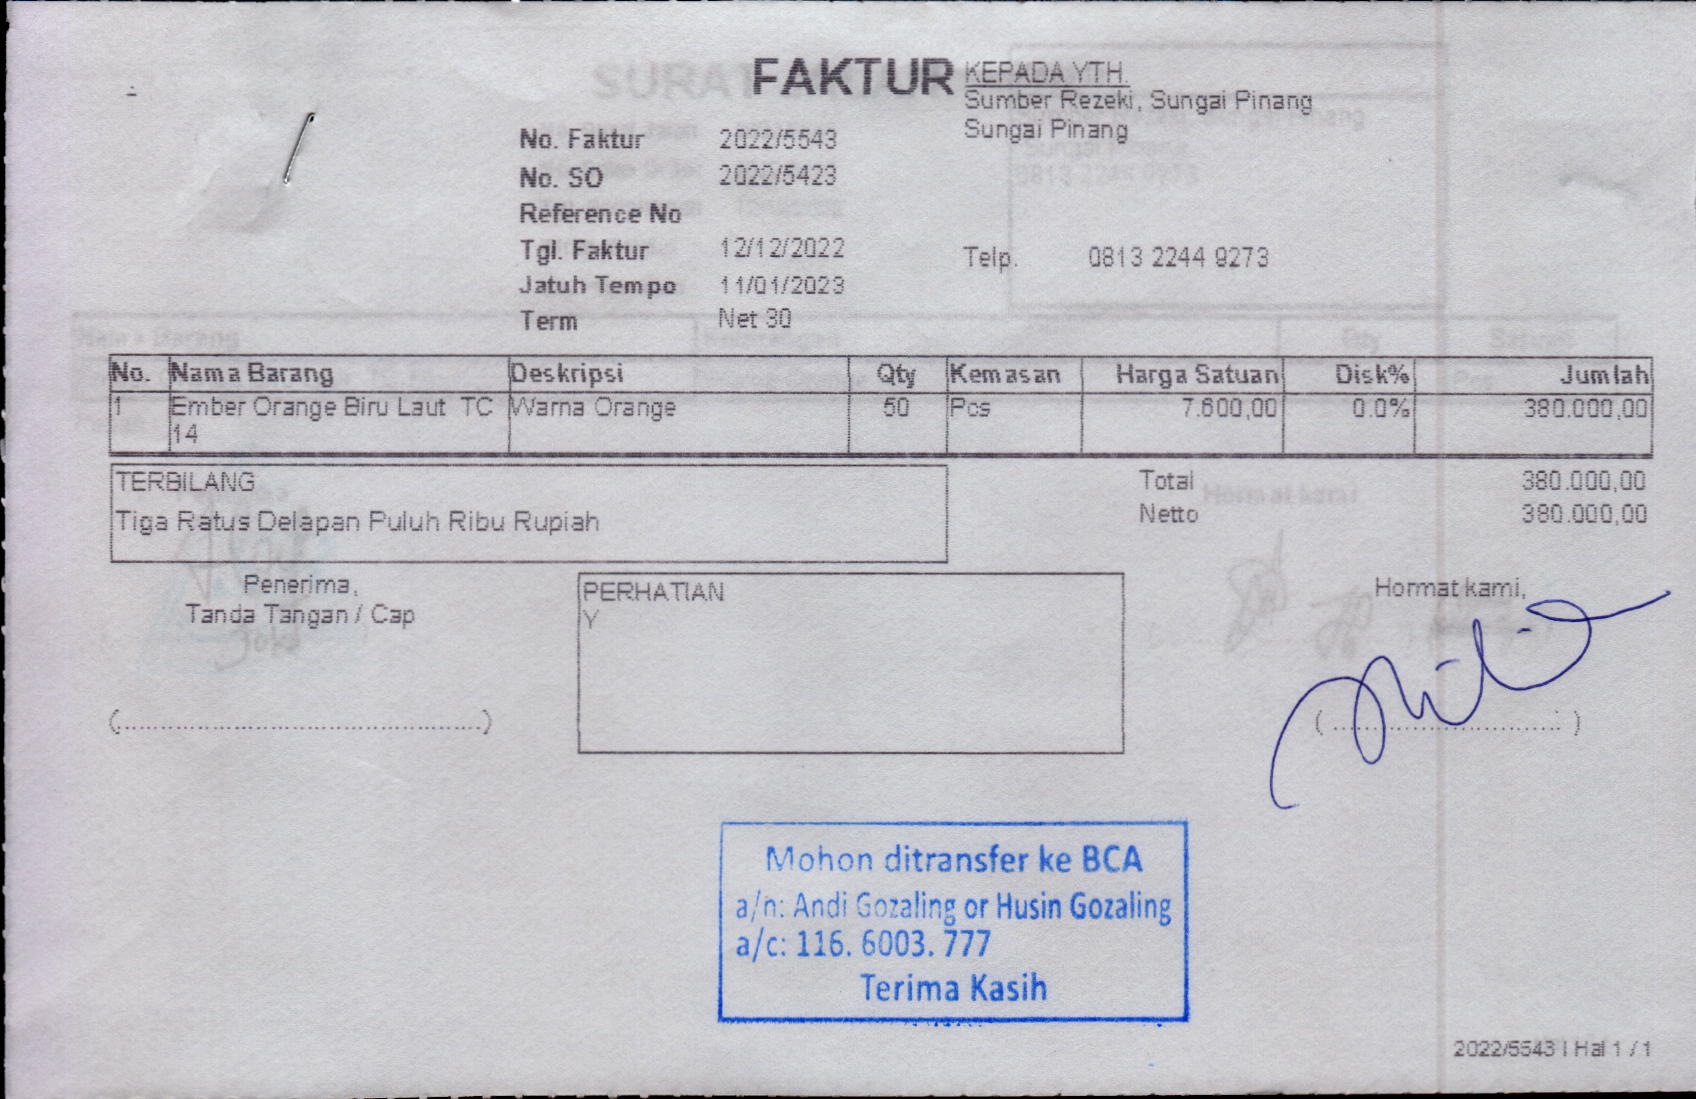 FAKTUR
KEPADA YTH.
Sumber Rezeki, Sungai Pinang
Sungai Pinang
No. Faktur 2022/5543
No. SO 2022/5423
Reference No
Tgl. Faktur 12/12/2022
Telp. 0813 2244 9273
Jatuh Tempo 11/01/2023
Term Net 30
No. Nama Barang Deskripsi Qty Kemasan Harga Satuan Disk% Jumlah
1 Ember Orange Biru Laut TC Warna Orange 50 Pcs 7.600,00 0.0% 380.000,00
14
TERBILANG
Tiga Ratus Delapan Puluh Ribu Rupiah
Total 380.000,00
Netto 380.000,00
Penerima,
Tanda Tangan / Cap
(................................................)
PERHATIAN
Y
Hormat kami,
(..............................)
Mohon ditransfer ke BCA
a/n: Andi Gozaling or Husin Gozaling
a/c: 116. 6003. 777
Terima Kasih
2022/5543 | Hal 1 / 1